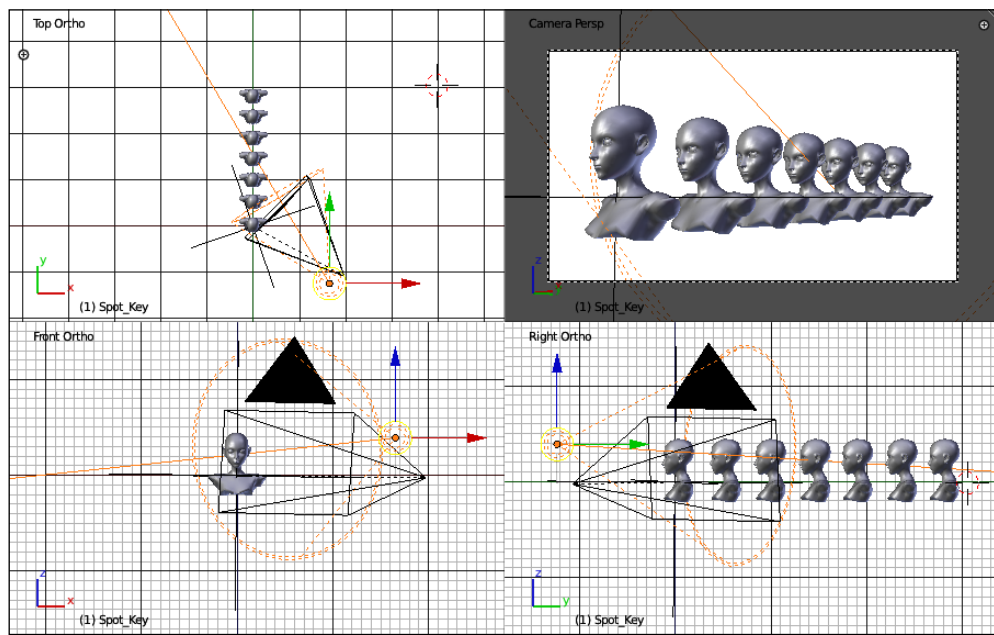 Top Ortho
y
x
(1) Spot_Key
Camera Persp
z
x
(1) Spot_Key
Front Ortho
z
x
(1) Spot_Key
Right Ortho
z
y
(1) Spot_Key